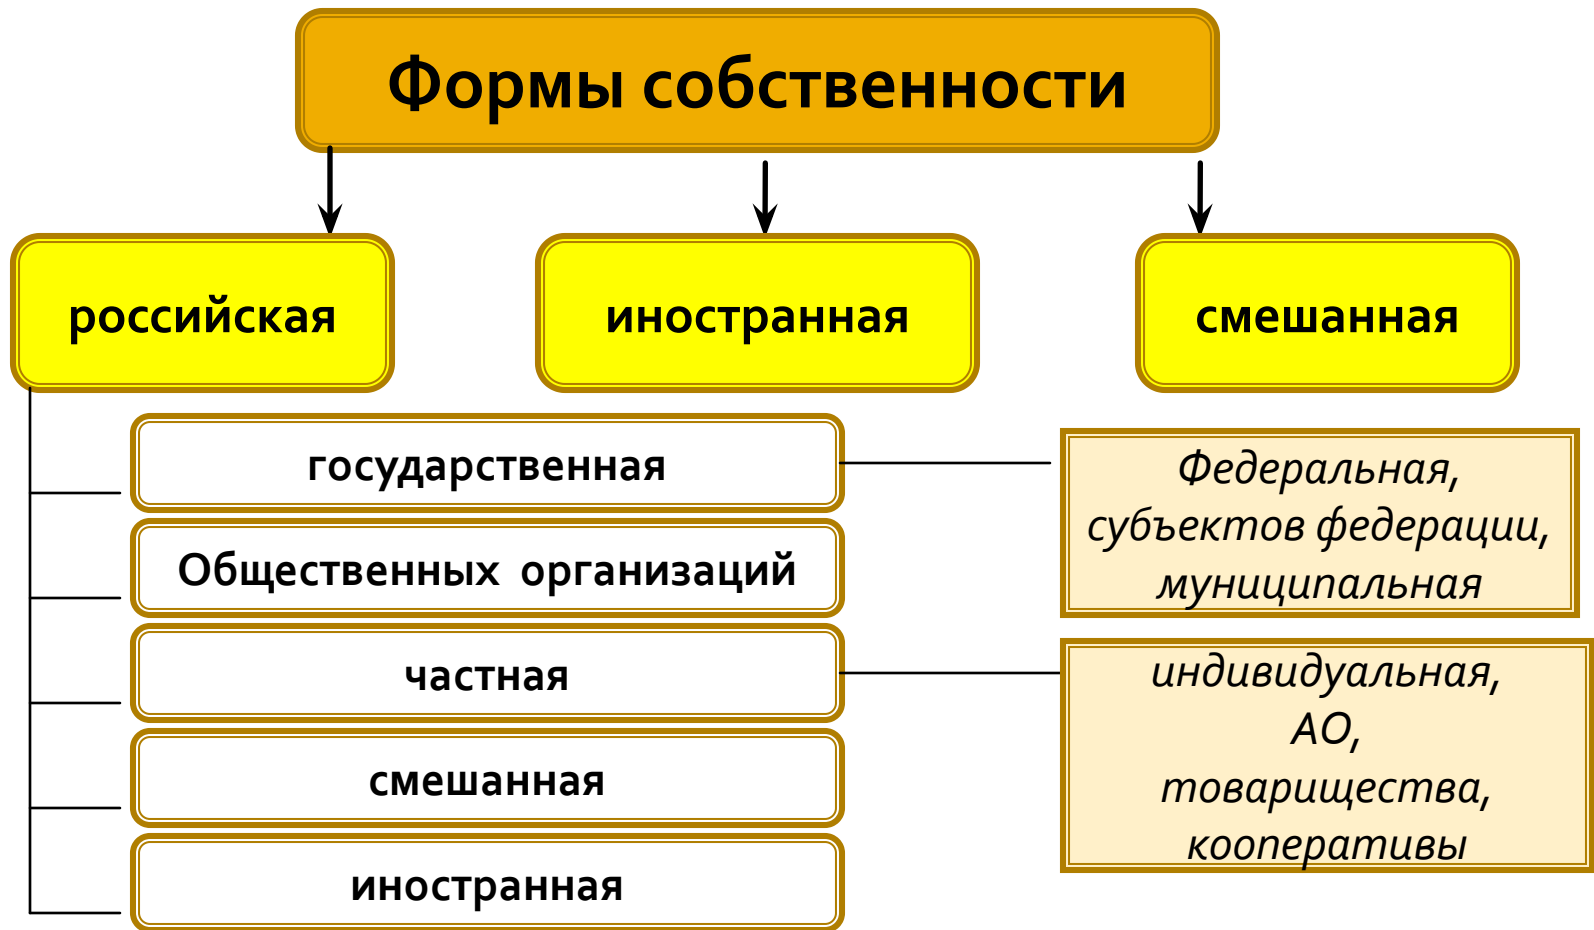 Формы собственности
российская
иностранная
смешанная
государственная
Общественных организаций
частная
смешанная
иностранная
Федеральная,
субъектов федерации,
муниципальная
индивидуальная,
АО,
товарищества,
кооперативы